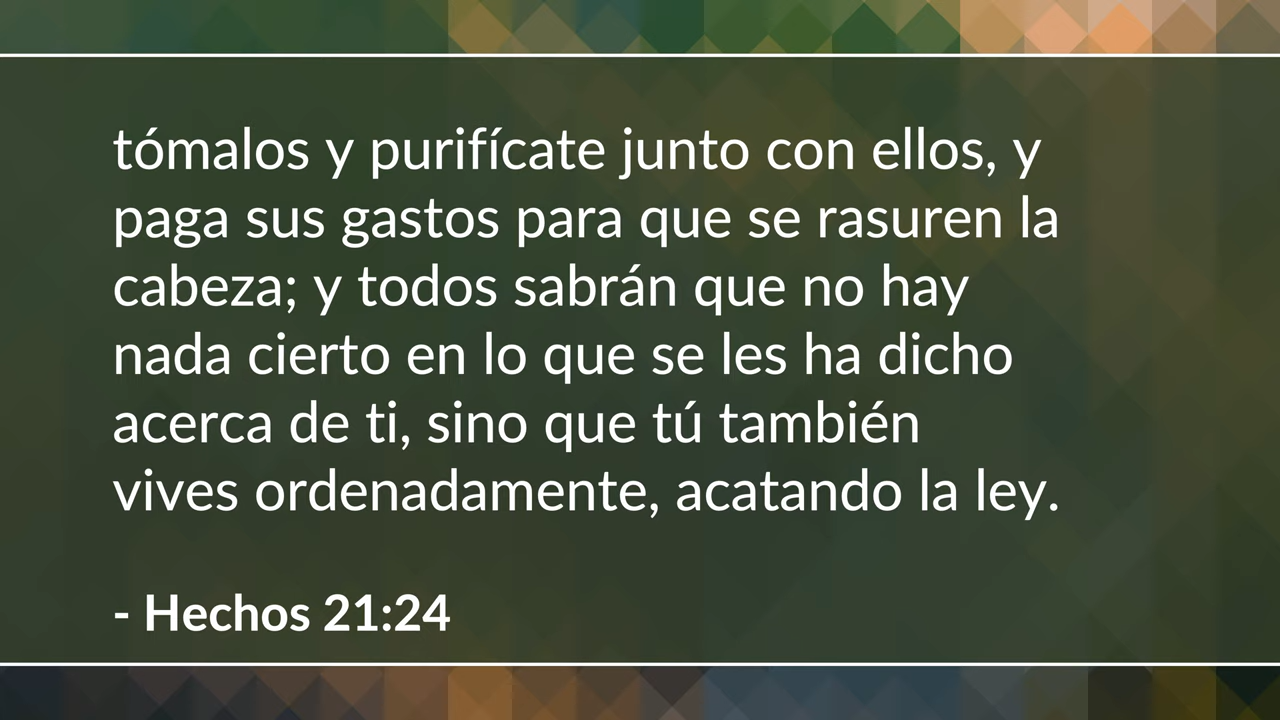 tómalos y purifícate junto con ellos, y
paga sus gastos para que se rasuren la
cabeza; y todos sabrán que no hay
nada cierto en lo que se les ha dicho
acerca de ti, sino que tú también
vives ordenadamente, acatando la ley.
- Hechos 21:24